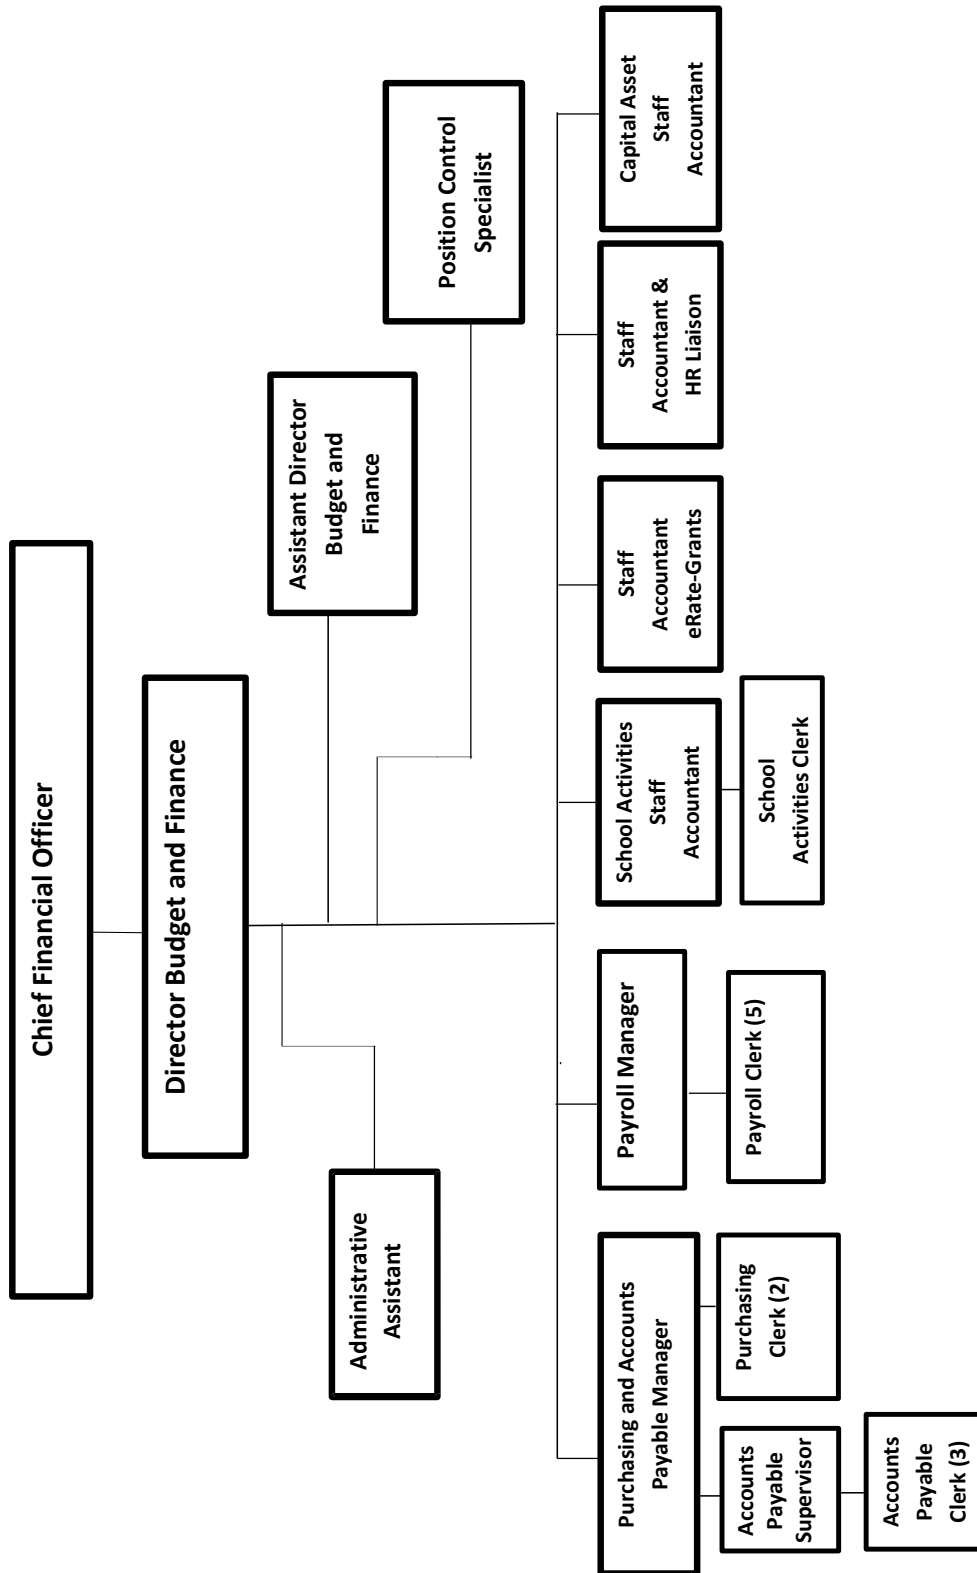 Chief Financial Officer
Director Budget and Finance
Assistant Director
Budget and
Finance
Administrative
Assistant
Position Control
Specialist
Purchasing and Accounts
Payable Manager
Payroll Manager
School Activities
Staff
Accountant
Staff
Accountant
eRate-Grants
Staff
Accountant &
HR Liaison
Capital Asset
Staff
Accountant
Accounts
Payable
Supervisor
Purchasing
Clerk (2)
Payroll Clerk (5)
School
Activities Clerk
Accounts
Payable
Clerk (3)